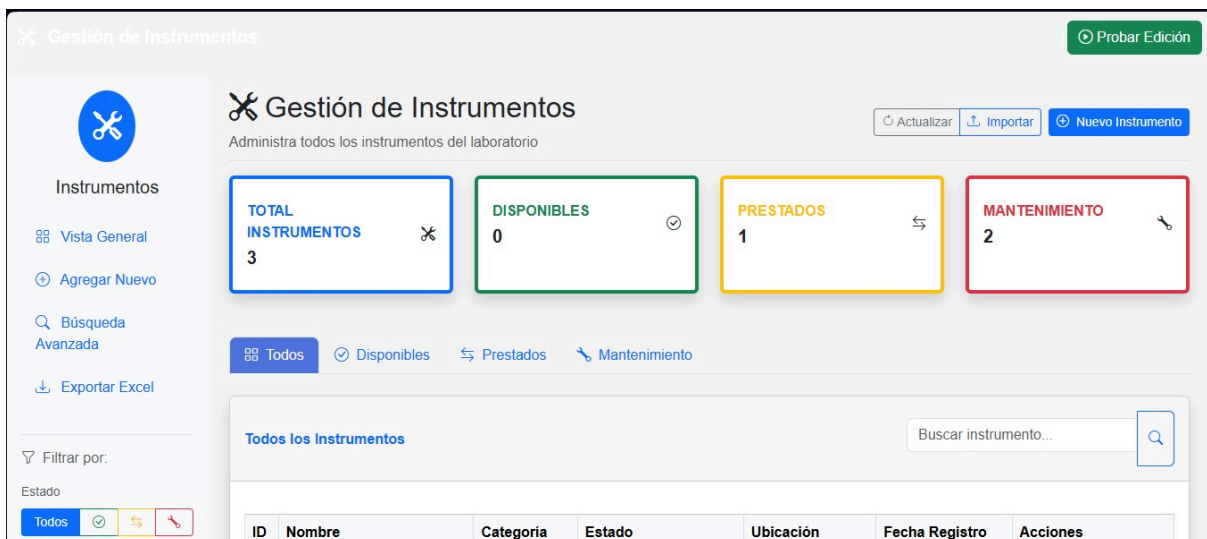 Gestión de Instrumentos
Probar Edición
Instrumentos
Vista General
Agregar Nuevo
Búsqueda
Avanzada
Exportar Excel
Filtrar por:
Estado
Todos
Gestión de Instrumentos
Administra todos los instrumentos del laboratorio
Actualizar
Importar
Nuevo Instrumento
TOTAL
INSTRUMENTOS
3
DISPONIBLES
0
PRESTADOS
1
MANTENIMIENTO
2
Todos
Disponibles
Prestados
Mantenimiento
Todos los Instrumentos
Buscar instrumento...
ID Nombre Categoría Estado Ubicación Fecha Registro Acciones